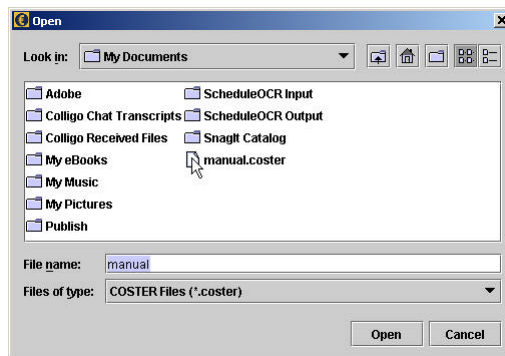 Open
Look in: My Documents
Adobe
Colligo Chat Transcripts
Colligo Received Files
My eBooks
My Music
My Pictures
Publish
ScheduleOCR Input
ScheduleOCR Output
SnagIt Catalog
manual.coster
File name: manual
Files of type: COSTER Files (*.coster)
Open Cancel